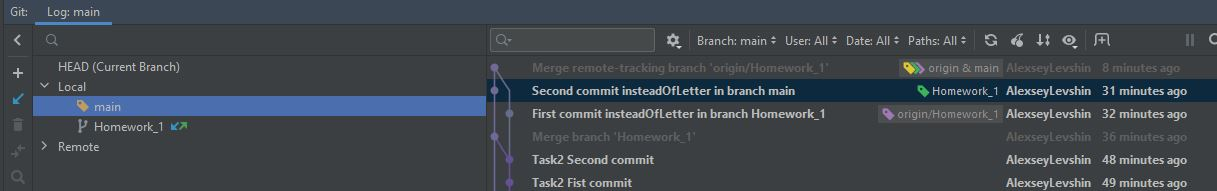 Git: Log: main
Branch: main User: All Date: All Paths: All
HEAD (Current Branch)
Local
main
Homework_1
Remote
Merge remote-tracking branch 'origin/Homework_1' origin & main AlexseyLevshin 8 minutes ago
Second commit insteadOfLetter in branch main Homework_1 AlexseyLevshin 31 minutes ago
First commit insteadOfLetter in branch Homework_1 origin/Homework_1 AlexseyLevshin 32 minutes ago
Merge branch 'Homework_1' AlexseyLevshin 36 minutes ago
Task2 Second commit AlexseyLevshin 48 minutes ago
Task2 Fist commit AlexseyLevshin 49 minutes ago